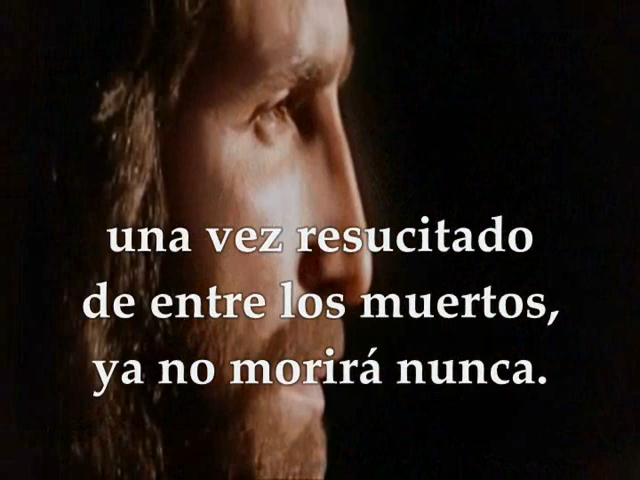 una vez resucitado
de entre los muertos,
ya no morirá nunca.